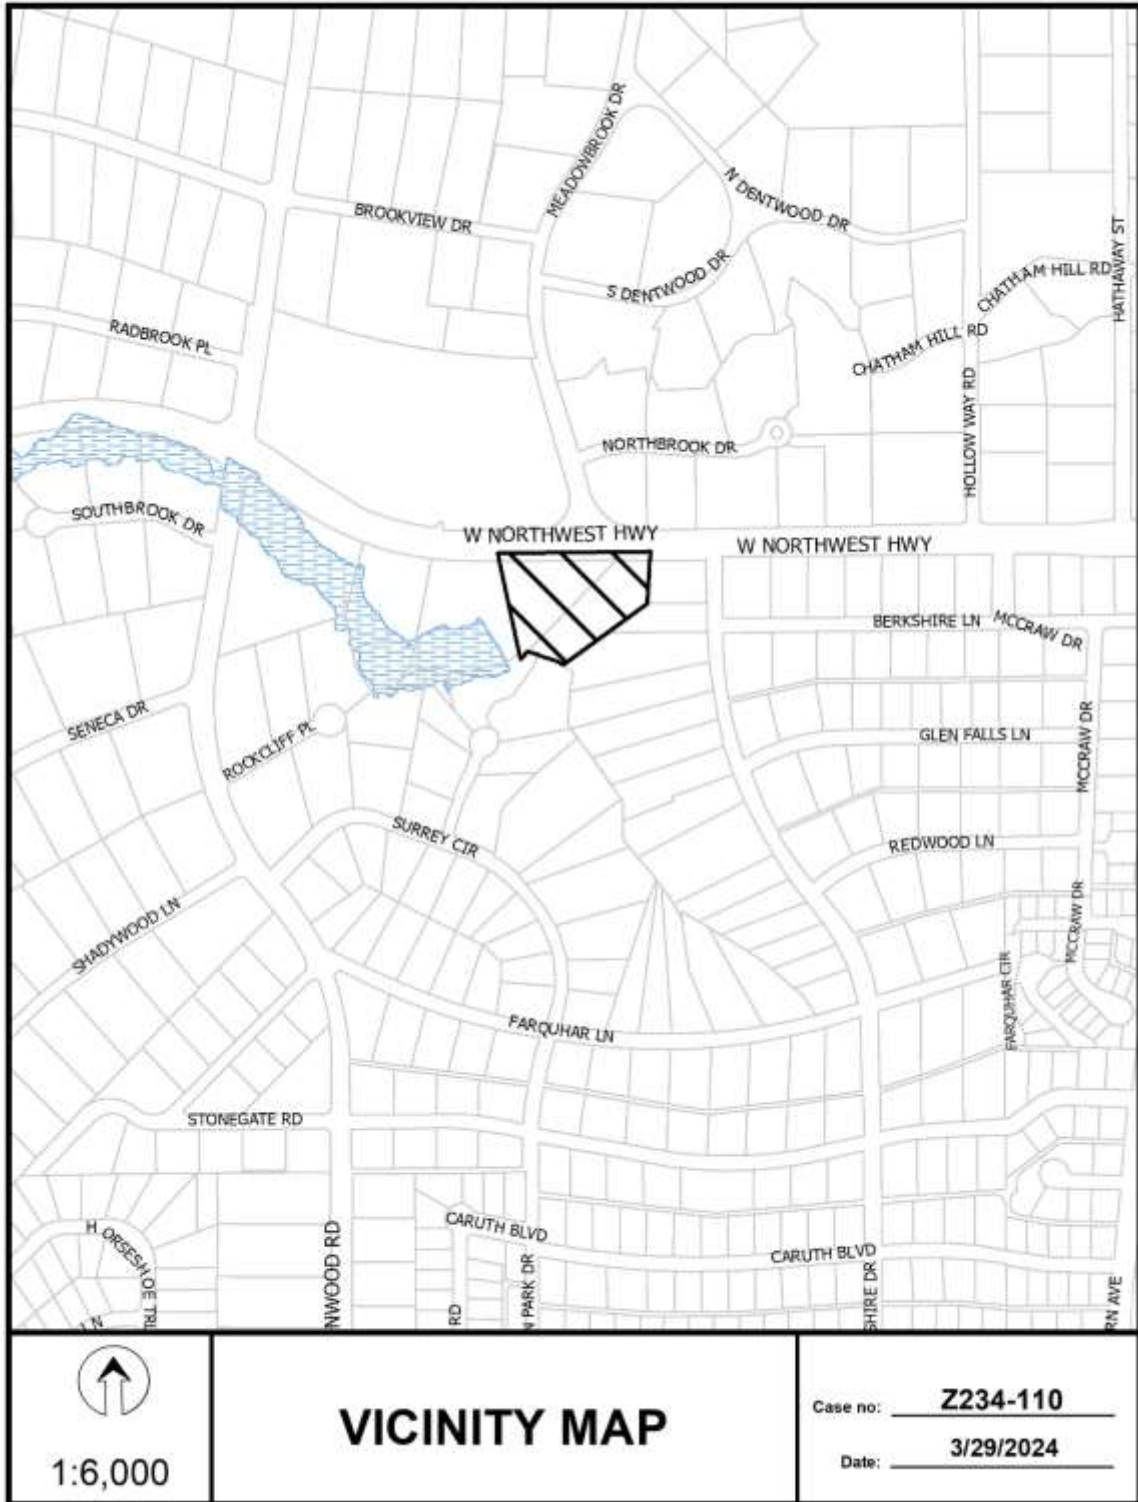 MEADOWBROOK DR
N DENTWOOD DR
BROOKVIEW DR
HATHAWAY ST
S DENTWOOD DR
CHATHAM HILL RD
RADBROOK PL
CHATHAM HILL RD
HOLLOW WAY RD
NORTHBROOK DR
SOUTHBROOK DR
W NORTHWEST HWY
W NORTHWEST HWY
BERKSHIRE LN
MCCRAW DR
SENECA DR
ROCKCLIFF PL
GLEN FALLS LN
MCCRAW DR
SURREY CIR
REDWOOD LN
SHADYWOOD LN
MCCRAW DR
FARQUHAR CIR
FARQUHAR LN
STONEGATE RD
HORSESHOE TRL
CARUTH BLVD
CARUTH BLVD
NWOOD RD
RD
N PARK DR
SHIRE DR
RN AVE
LN
1:6,000
VICINITY MAP
Case no: Z234-110
Date: 3/29/2024